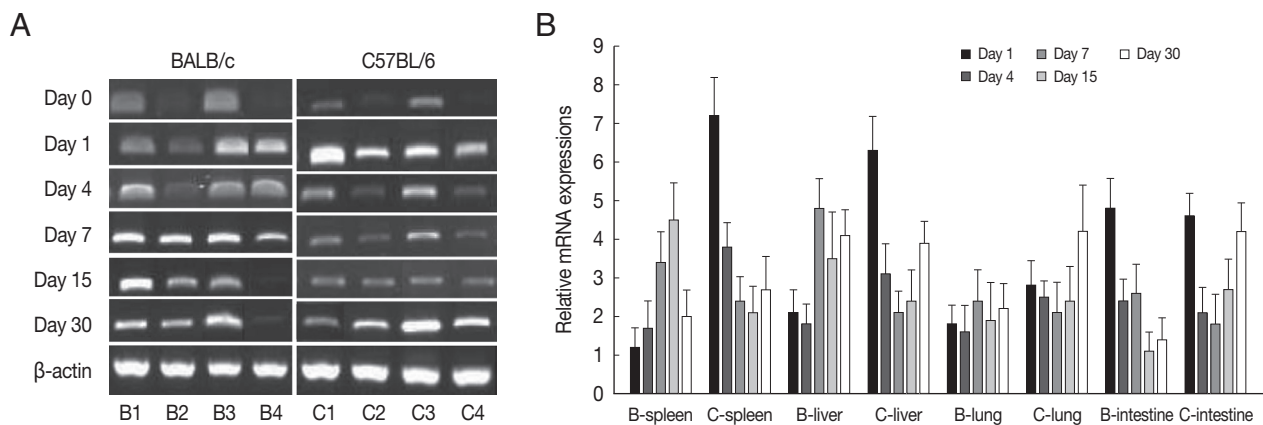 A
BALB/c
C57BL/6
Day 0
Day 1
Day 4
Day 7
Day 15
Day 30
β-actin
B1 B2 B3 B4 C1 C2 C3 C4
B
Relative mRNA expressions
9
8
7
6
5
4
3
2
1
0
Day 1 Day 7 Day 30
Day 4 Day 15
B-spleen C-spleen B-liver C-liver B-lung C-lung B-intestine C-intestine